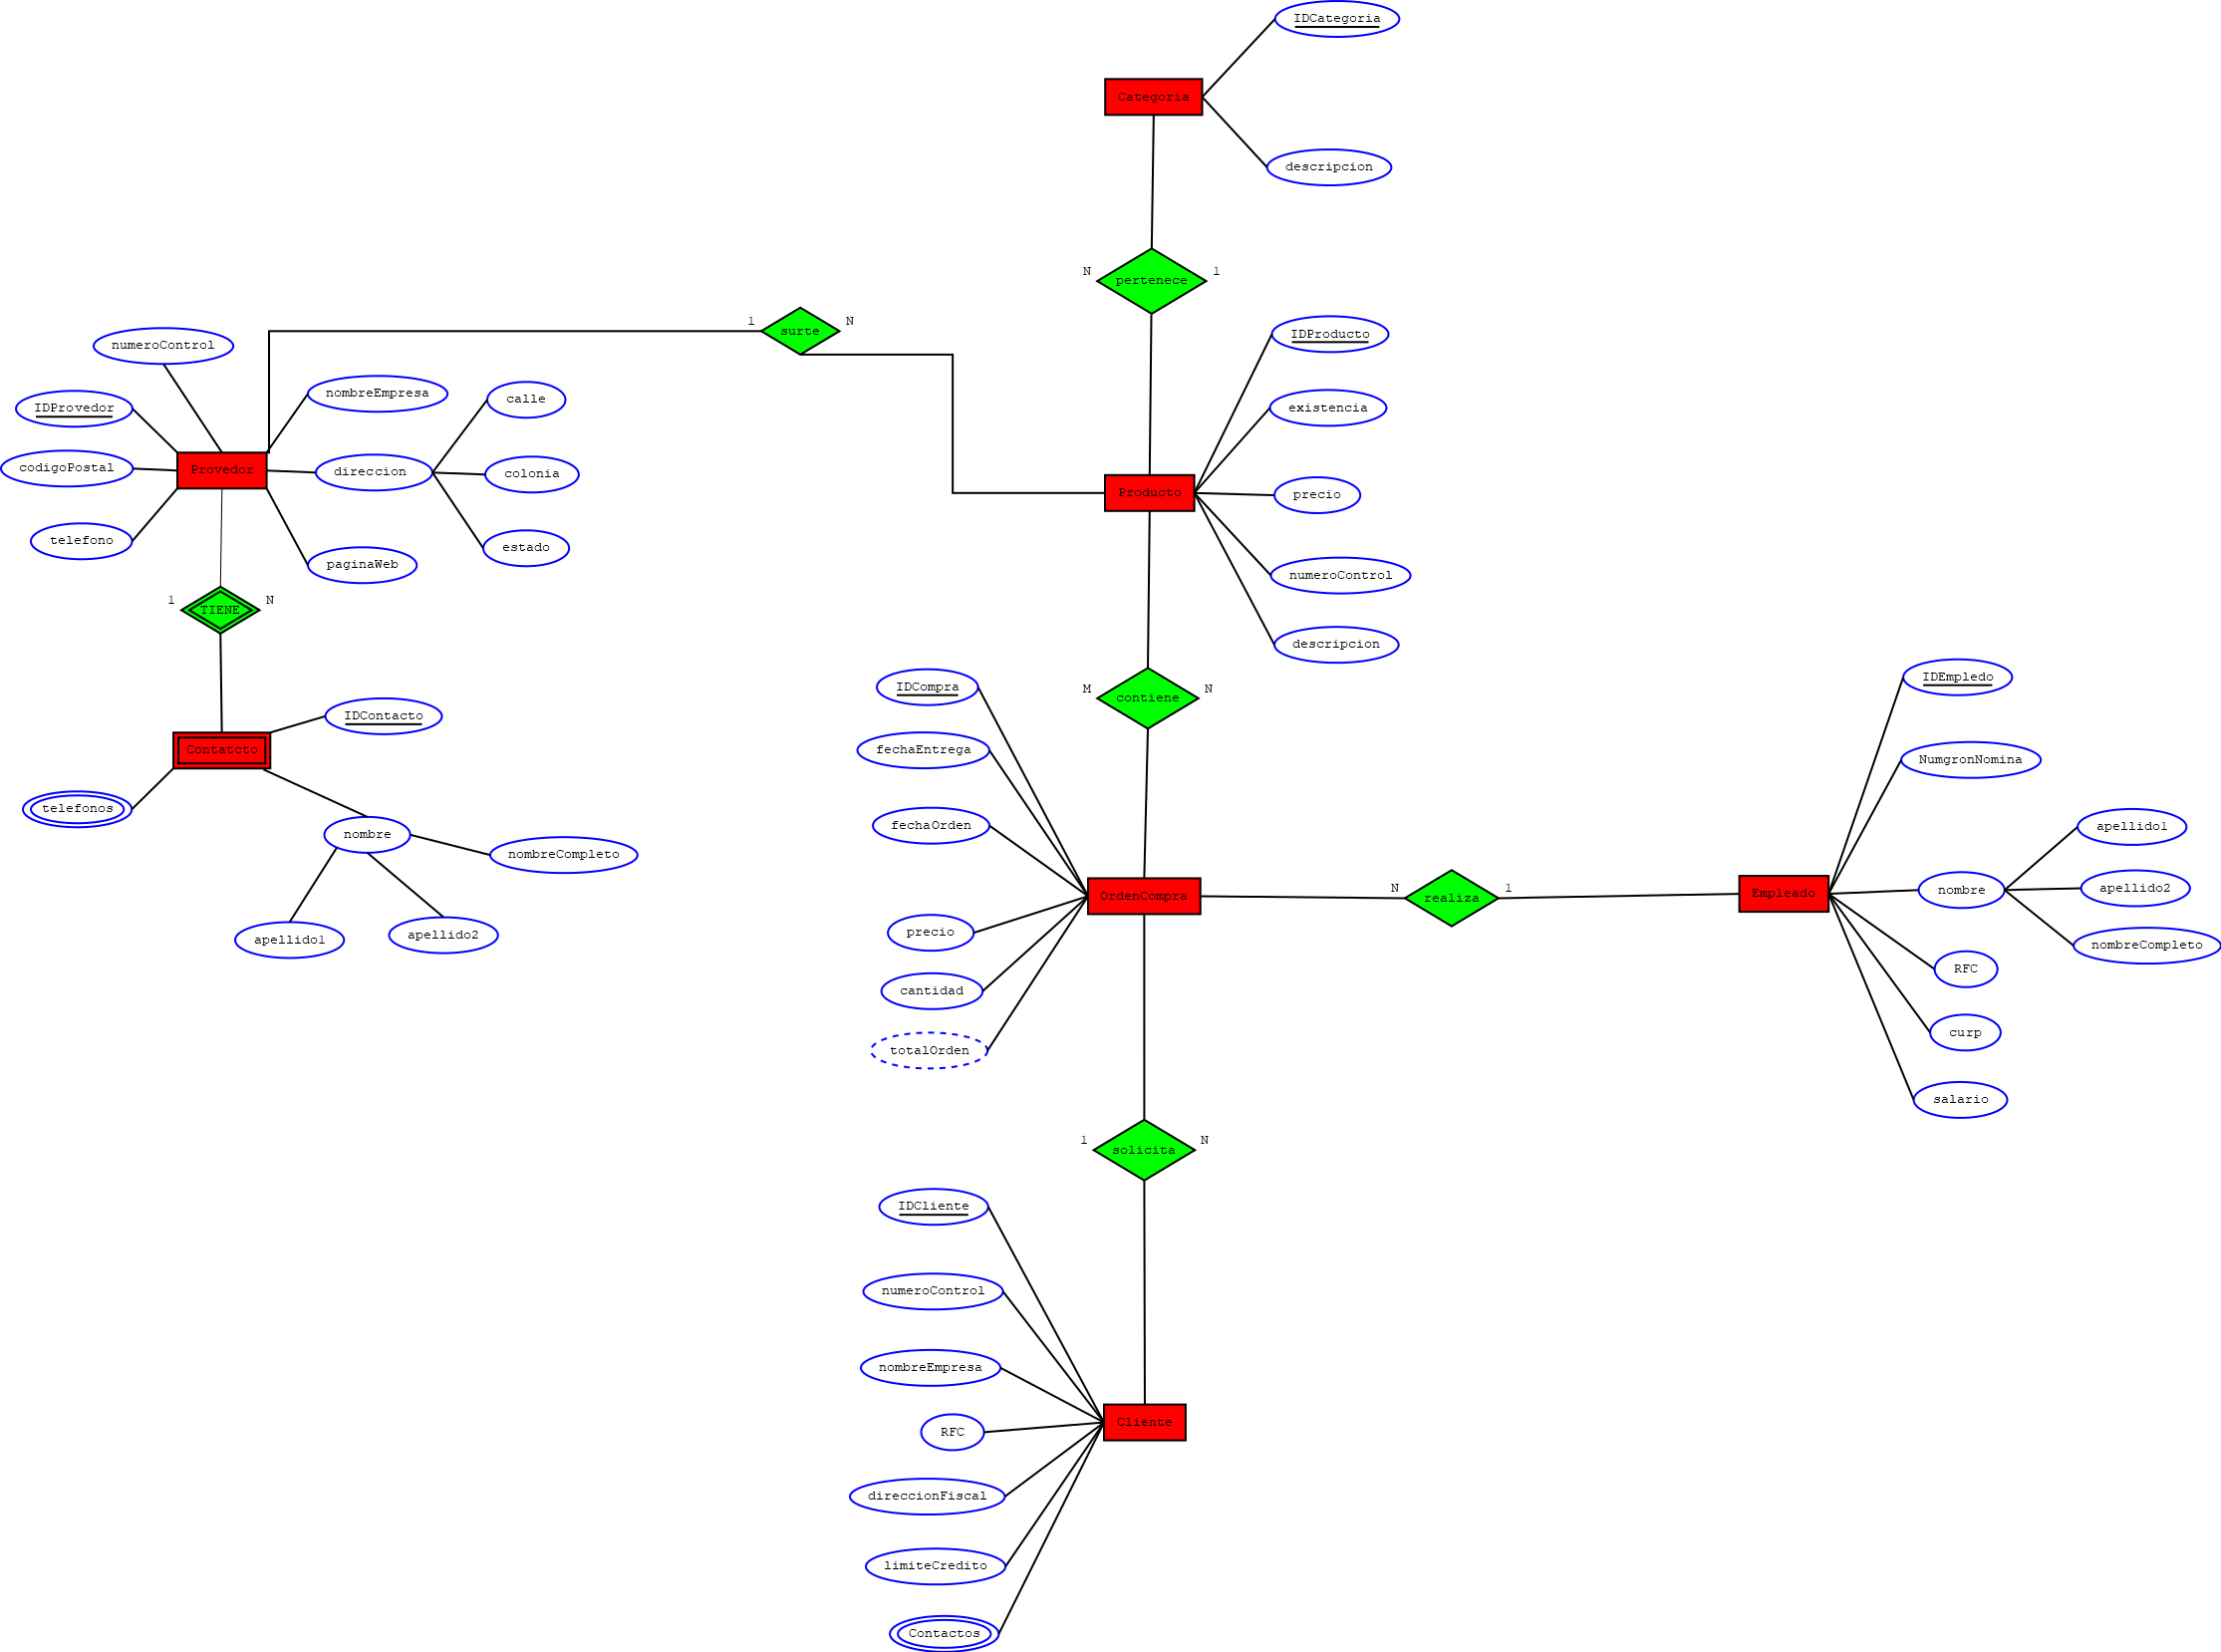 IDCategoria
Categoria
descripcion
N
pertenece
1
1
surte
N
IDProducto
existencia
Producto
precio
numeroControl
descripcion
numeroControl
IDProvedor
codigoPostal
telefono
Provedor
nombreEmpresa
direccion
paginaWeb
calle
colonia
estado
1
TIENE
N
IDContacto
Contatcto
telefonos
nombre
nombreCompleto
apellido1
apellido2
M
contiene
N
IDCompra
fechaEntrega
fechaOrden
OrdenCompra
precio
cantidad
totalOrden
N
realiza
1
Empleado
IDEmpledo
NumgronNomina
nombre
apellido1
apellido2
nombreCompleto
RFC
curp
salario
1
solicita
N
IDCliente
numeroControl
nombreEmpresa
RFC
Cliente
direccionFiscal
limiteCredito
Contactos